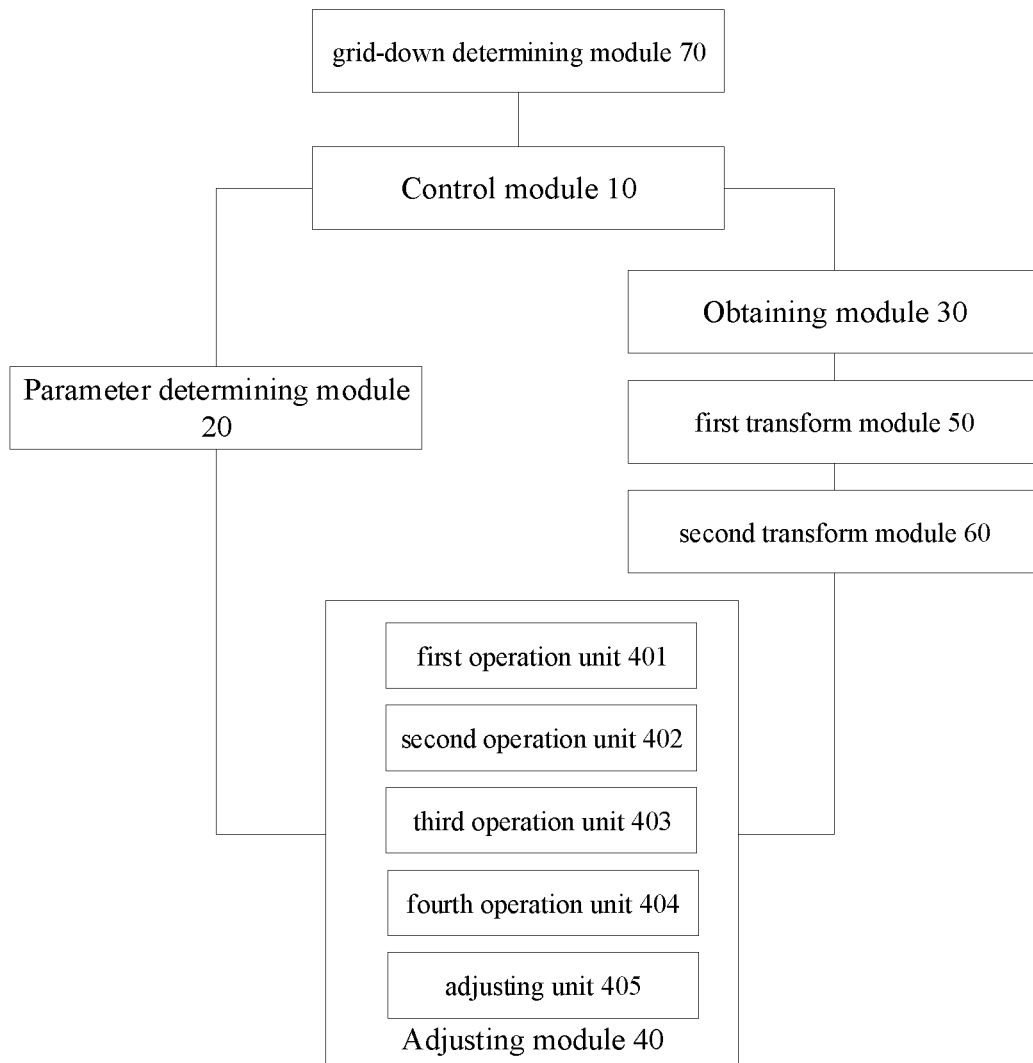 grid-down determining module 70
Control module 10
Obtaining module 30
Parameter determining module
20
first transform module 50
second transform module 60
first operation unit 401
second operation unit 402
third operation unit 403
fourth operation unit 404
adjusting unit 405
Adjusting module 40